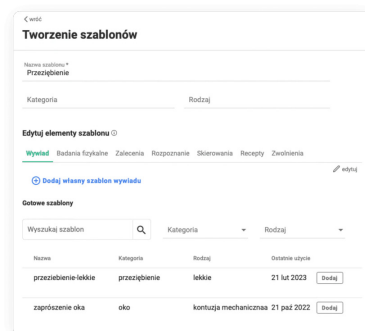 wróć
Tworzenie szablonów
Nazwa szablonu *
Przeziębienie
Kategoria Rodzaj
Edytuj elementy szablonu
Wywiad Badania fizykalne Zalecenia Rozpoznanie Skierowania Recepty Zwolnienia
edytuj
Dodaj własny szablon wywiadu
Gotowe szablony
Wyszukaj szablon Kategoria Rodzaj
Nazwa Kategoria Rodzaj Ostatnie użycie
przeziebienie-lekkie przeziębienie lekkie 21 lut 2023 Dodaj
zaprószenie oka oko kontuzja mechanicznaa 21 paź 2022 Dodaj